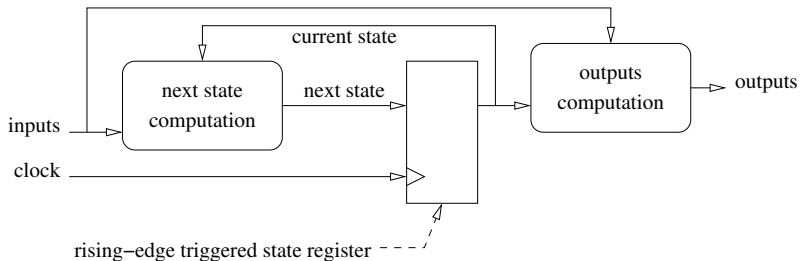 current state
next state
computation
next state
outputs
computation
outputs
inputs
clock
rising−edge triggered state register